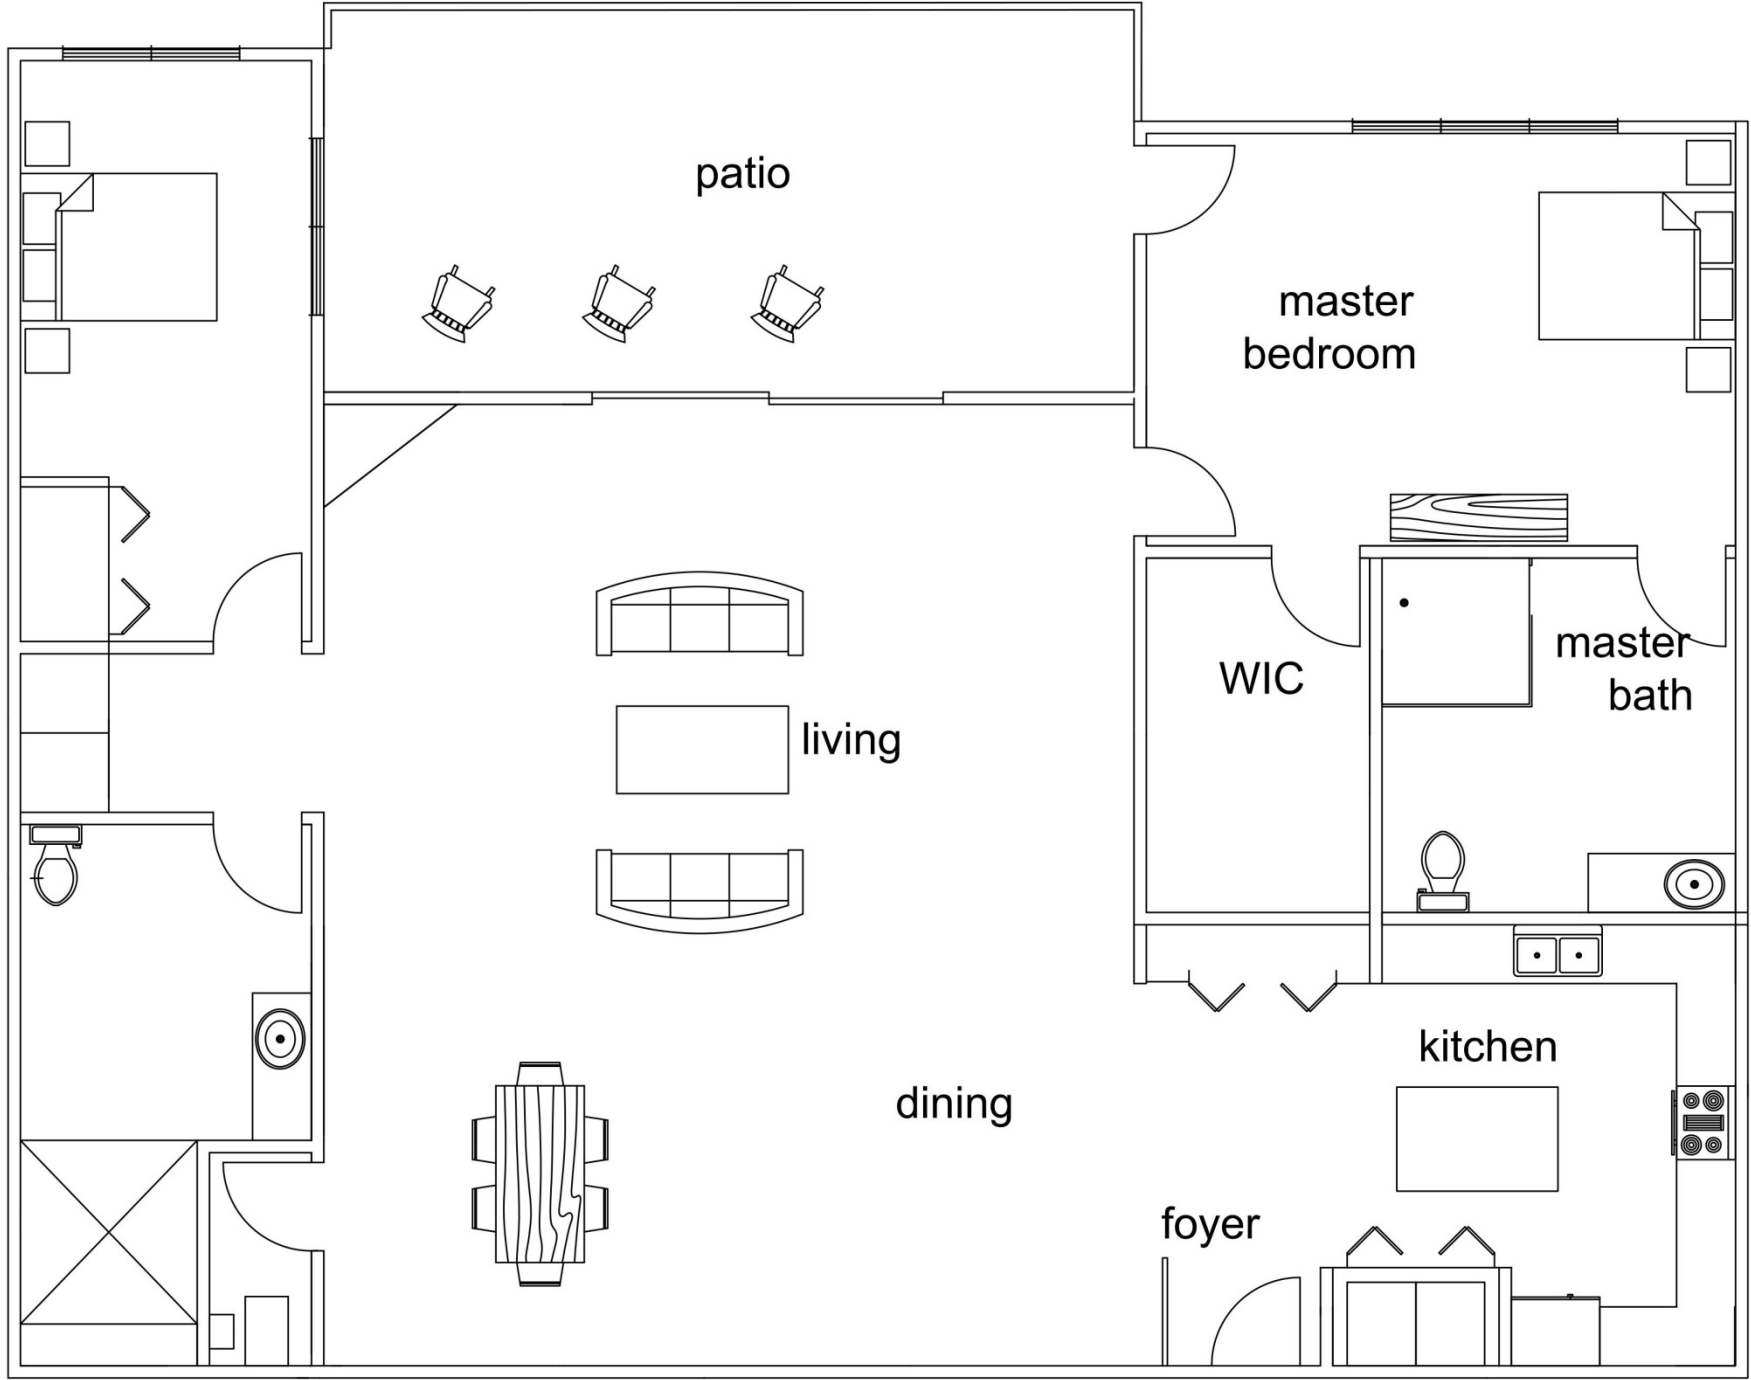 patio
master
bedroom
master
bath
WIC
living
kitchen
dining
foyer